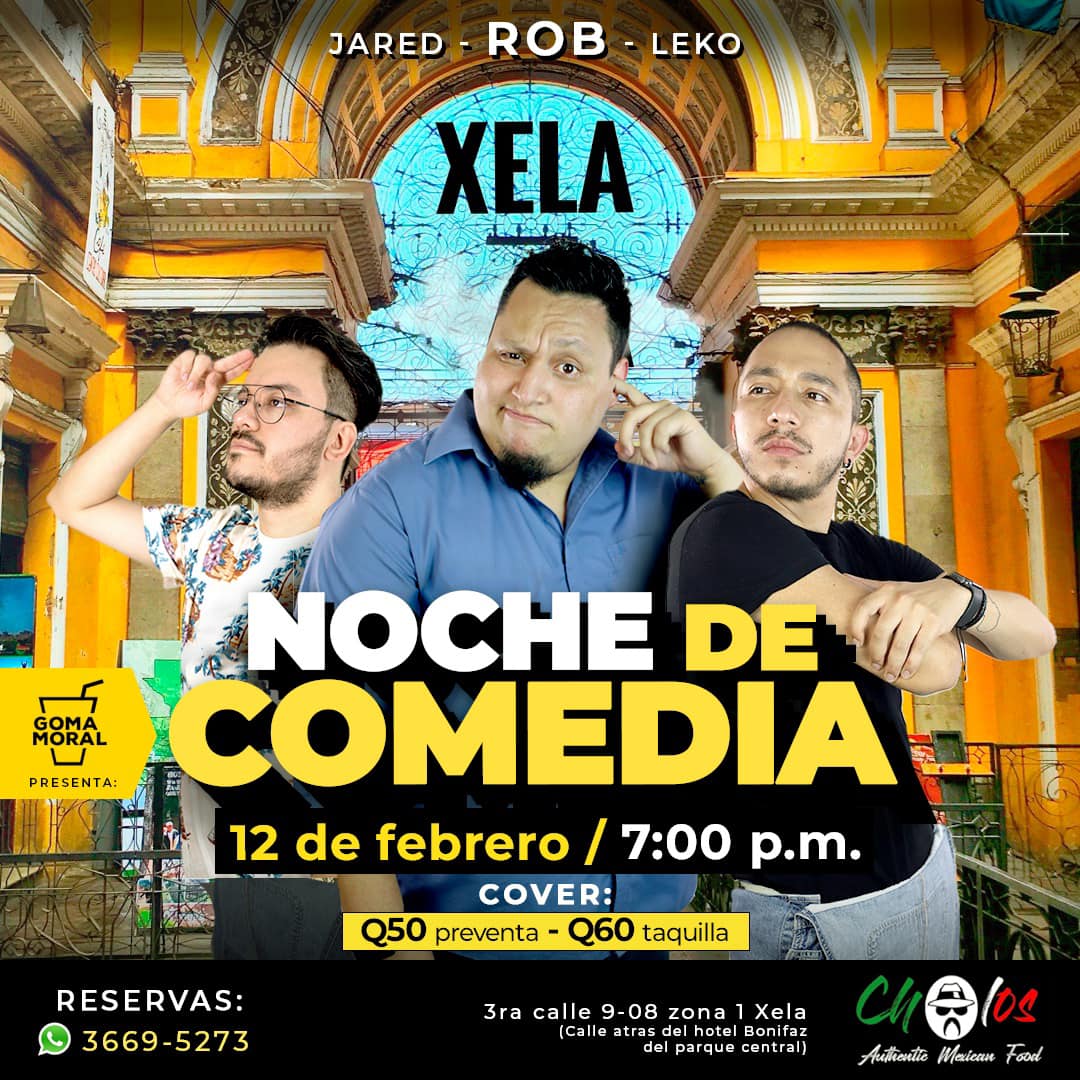 JARED - ROB - LEKO
XELA
NOCHE DE
COMEDIA
GOMA
MORAL
PRESENTA:
12 de febrero / 7:00 p.m.
COVER:
Q50 preventa - Q60 taquilla
RESERVAS:
3669-5273
3ra calle 9-08 zona 1 Xela
(Calle atras del hotel Bonifaz
del parque central)
Cholos
Authentic Mexican Food